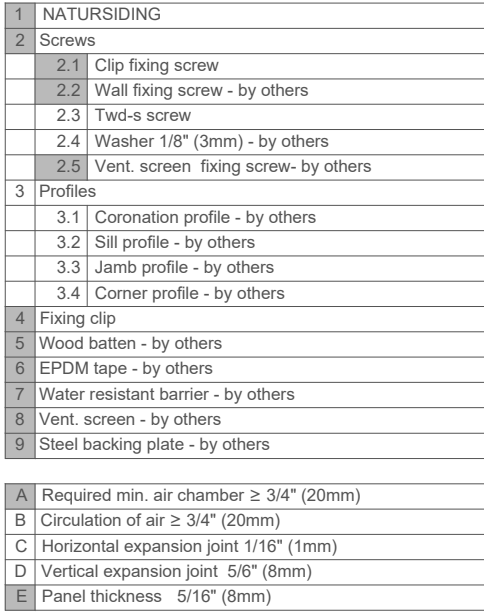 1 NATURSIDING
2 Screws
2.1 Clip fixing screw
2.2 Wall fixing screw - by others
2.3 Twd-s screw
2.4 Washer 1/8" (3mm) - by others
2.5 Vent. screen fixing screw- by others
3 Profiles
3.1 Coronation profile - by others
3.2 Sill profile - by others
3.3 Jamb profile - by others
3.4 Corner profile - by others
4 Fixing clip
5 Wood batten - by others
6 EPDM tape - by others
7 Water resistant barrier - by others
8 Vent. screen - by others
9 Steel backing plate - by others
A Required min. air chamber ≥ 3/4" (20mm)
B Circulation of air ≥ 3/4" (20mm)
C Horizontal expansion joint 1/16" (1mm)
D Vertical expansion joint 5/6" (8mm)
E Panel thickness 5/16" (8mm)